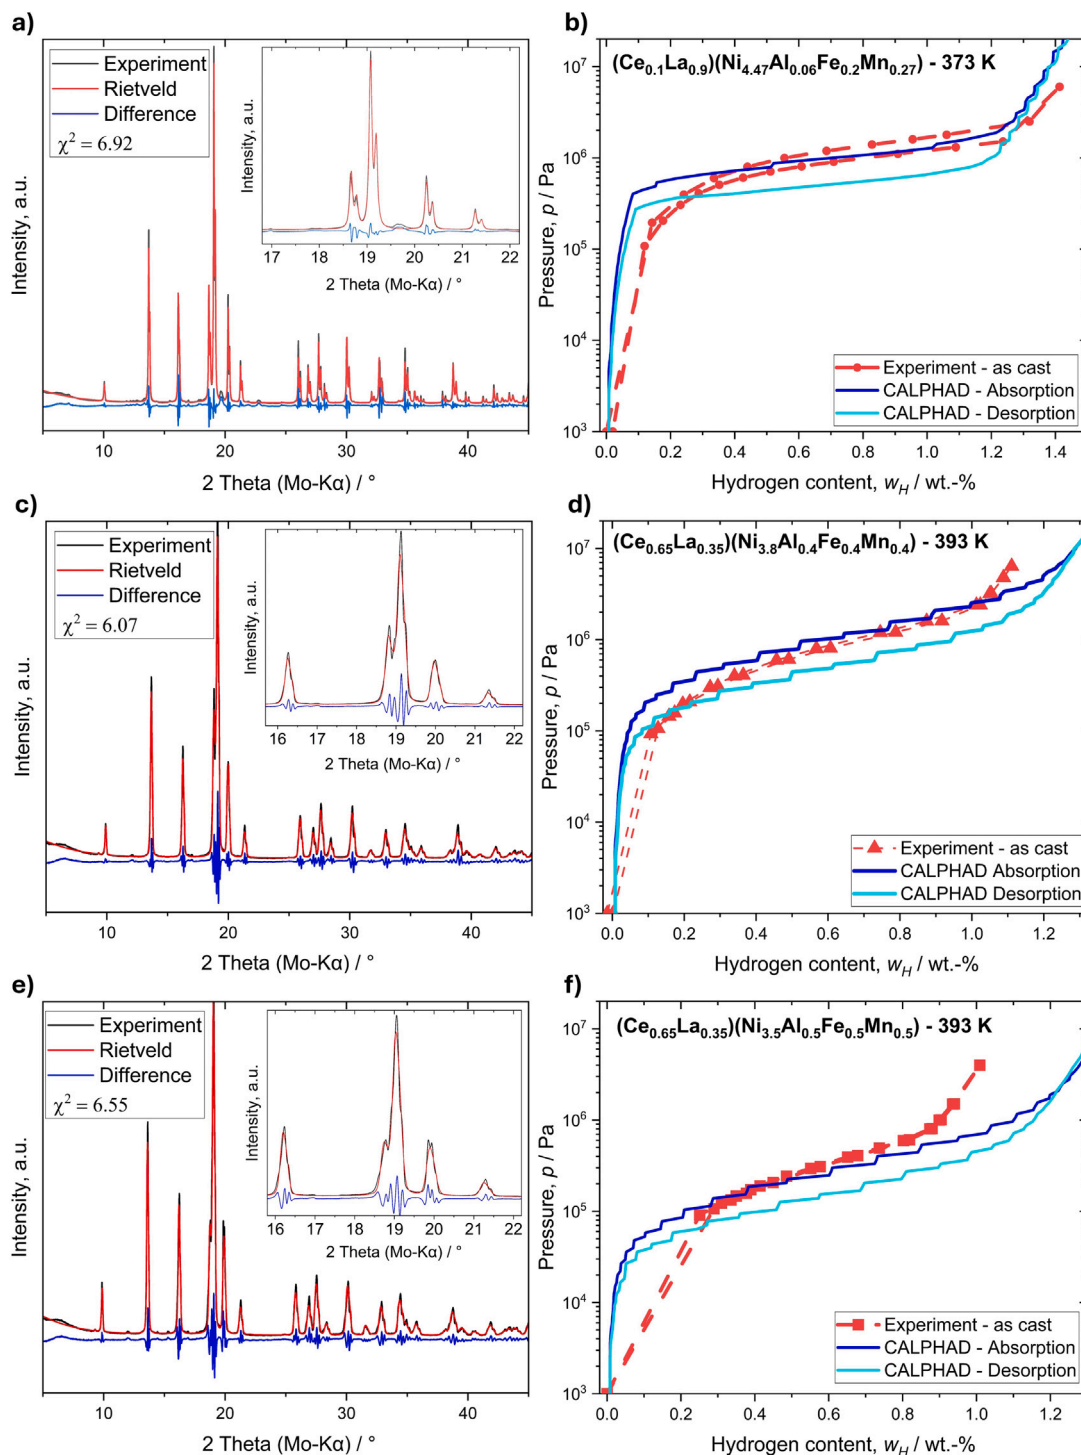 a)
Experiment
Rietveld
Difference
χ² = 6.92
Intensity, a.u.
Intensity, a.u.
17 18 19 20 21 22
2 Theta (Mo-Kα) / °
10 20 30 40
2 Theta (Mo-Kα) / °
b)
(Ce₀.₁La₀.₉)(Ni₄.₄₇Al₀.₀₆Fe₀.₂Mn₀.₂₇) - 373 K
Pressure, p / Pa
10⁷
10⁶
10⁵
10⁴
10³
Experiment - as cast
CALPHAD - Absorption
CALPHAD - Desorption
0.0 0.2 0.4 0.6 0.8 1.0 1.2 1.4
Hydrogen content, w_H / wt.-%
c)
Experiment
Rietveld
Difference
χ² = 6.07
Intensity, a.u.
Intensity, a.u.
16 17 18 19 20 21 22
2 Theta (Mo-Kα) / °
10 20 30 40
2 Theta (Mo-Kα) / °
d)
(Ce₀.₆₅La₀.₃₅)(Ni₃.₈Al₀.₄Fe₀.₄Mn₀.₄) - 393 K
Pressure, p / Pa
10⁷
10⁶
10⁵
10⁴
10³
Experiment - as cast
CALPHAD Absorption
CALPHAD Desorption
0.0 0.2 0.4 0.6 0.8 1.0 1.2
Hydrogen content, w_H / wt.-%
e)
Experiment
Rietveld
Difference
χ² = 6.55
Intensity, a.u.
Intensity, a.u.
16 17 18 19 20 21 22
2 Theta (Mo-Kα) / °
10 20 30 40
2 Theta (Mo-Kα) / °
f)
(Ce₀.₆₅La₀.₃₅)(Ni₃.₅Al₀.₅Fe₀.₅Mn₀.₅) - 393 K
Pressure, p / Pa
10⁷
10⁶
10⁵
10⁴
10³
Experiment - as cast
CALPHAD - Absorption
CALPHAD - Desorption
0.0 0.2 0.4 0.6 0.8 1.0 1.2
Hydrogen content, w_H / wt.-%